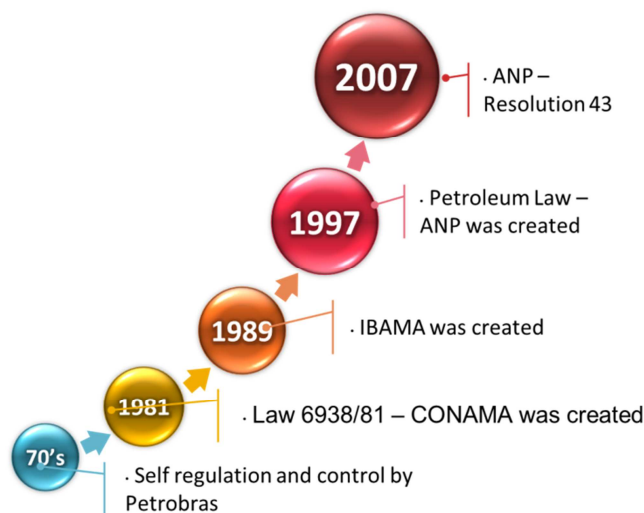 2007
· ANP –
Resolution 43
1997
· Petroleum Law –
ANP was created
1989
· IBAMA was created
1981
· Law 6938/81 – CONAMA was created
70's
· Self regulation and control by
Petrobras